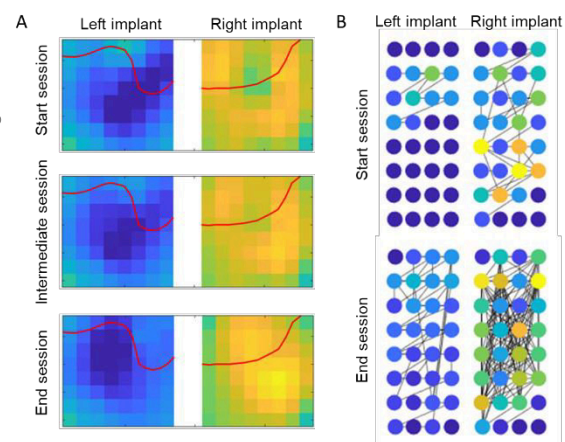 A
Left implant
Right implant
Start session
Intermediate session
End session
B
Left implant
Right implant
Start session
End session